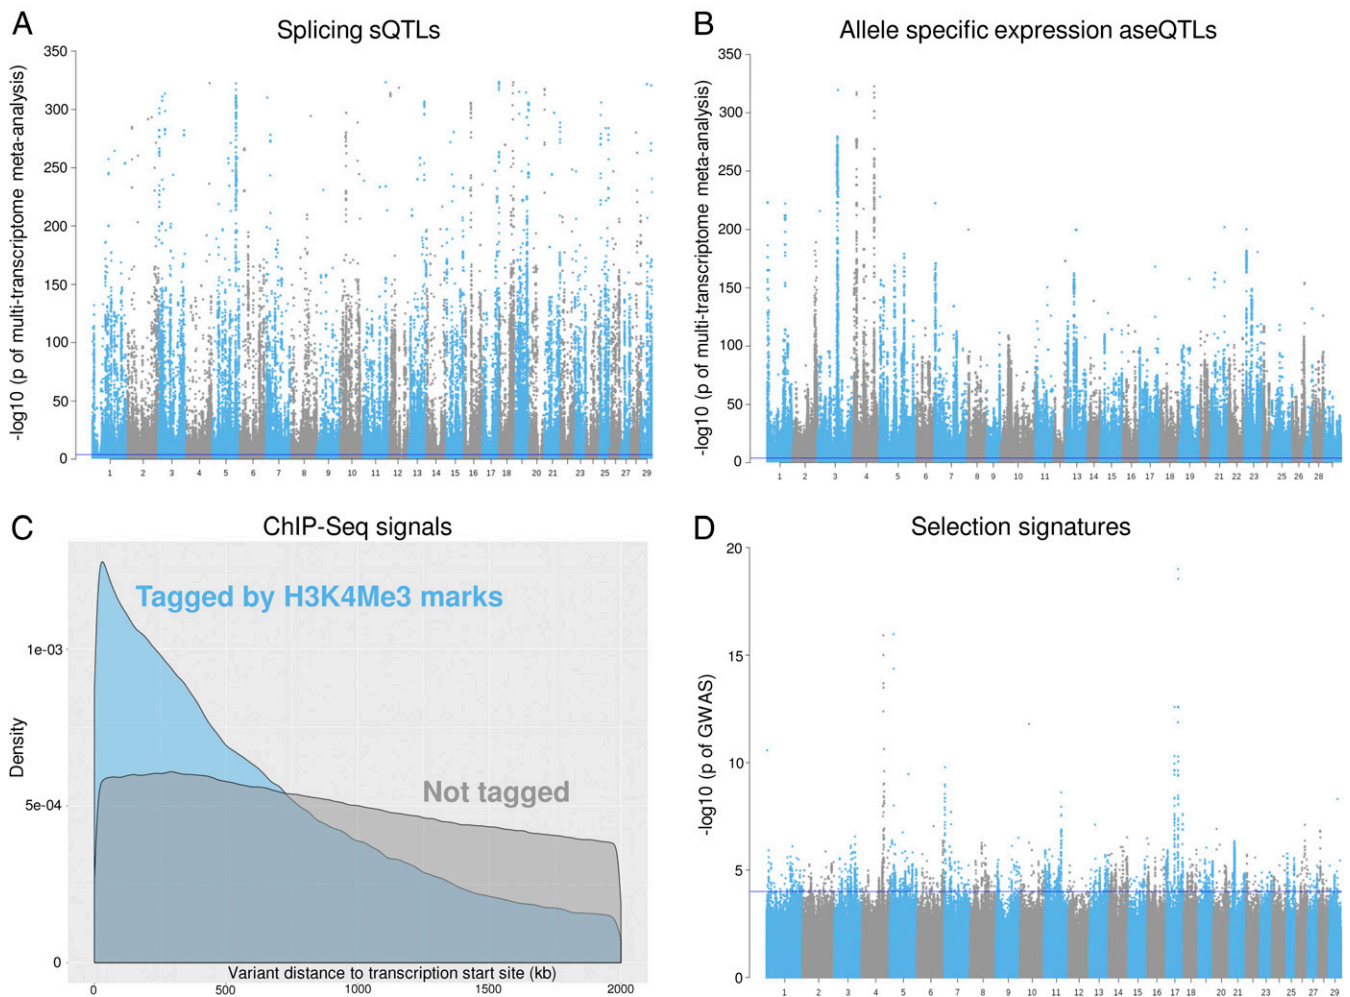 A
Splicing sQTLs
-log10 (p of multi-transcriptome meta-analysis)
350
300
250
200
150
100
50
0
1 2 3 4 5 6 7 8 9 10 11 12 13 14 15 16 17 18 19 20 21 23 25 27 29
B
Allele specific expression aseQTLs
-log10 (p of multi-transcriptome meta-analysis)
350
300
250
200
150
100
50
0
1 2 3 4 5 6 7 8 9 10 11 12 13 14 15 16 17 18 19 20 21 22 23 25 26 28
C
ChIP-Seq signals
Tagged by H3K4Me3 marks
Not tagged
Density
1e-03
5e-04
0
Variant distance to transcription start site (kb)
0 500 1000 1500 2000
D
Selection signatures
-log10 (p of GWAS)
20
15
10
5
0
1 2 3 4 5 6 7 8 9 10 11 12 13 14 15 16 17 18 19 20 21 23 25 27 29